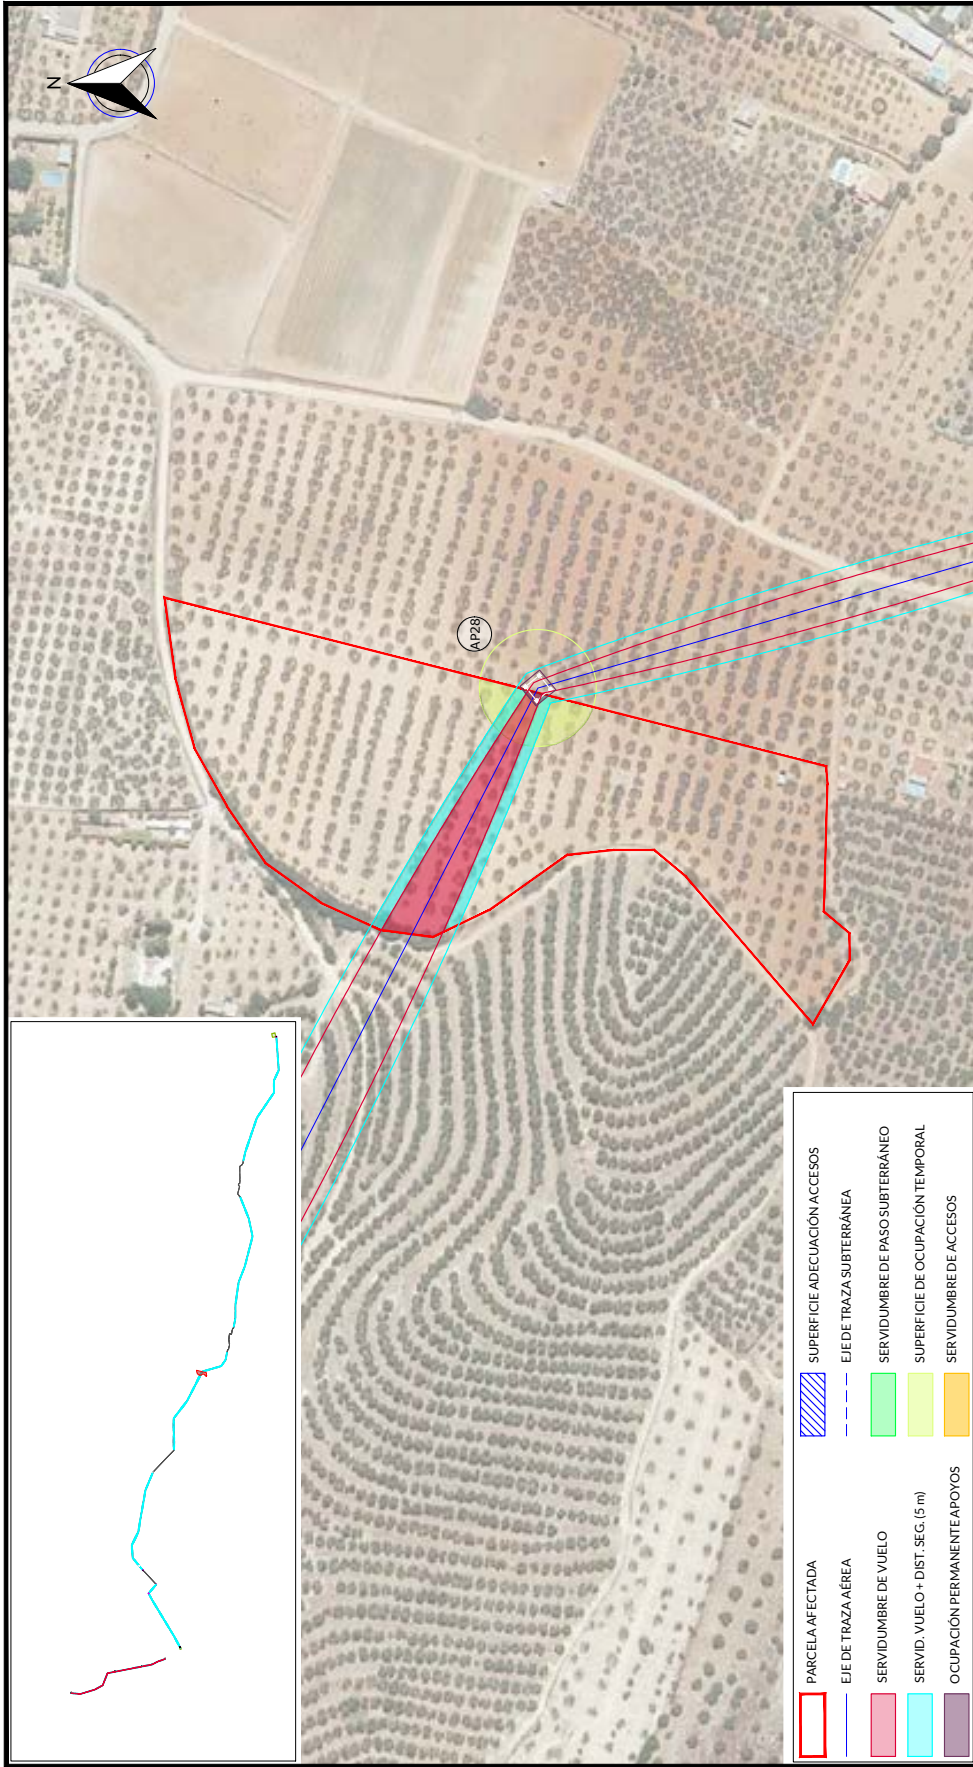 N
AP28
PARCELA AFECTADA
EJE DE TRAZA AÉREA
SERVIDUMBRE DE VUELO
SERVID. VUELO + DIST. SEG. (5 m)
OCUPACIÓN PERMANENTE APOYOS
SUPERFICIE ADECUACIÓN ACCESOS
EJE DE TRAZA SUBTERRÁNEA
SERVIDUMBRE DE PASO SUBTERRÁNEO
SUPERFICIE DE OCUPACIÓN TEMPORAL
SERVIDUMBRE DE ACCESOS